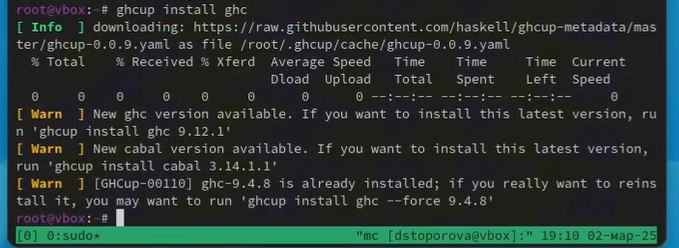 root@vbox:~# ghcup install ghc
[ Info  ] downloading: https://raw.githubusercontent.com/haskell/ghcup-metadata/mas
ter/ghcup-0.0.9.yaml as file /root/.ghcup/cache/ghcup-0.0.9.yaml
  % Total    % Received % Xferd  Average Speed   Time    Time     Time  Current
                                 Dload  Upload   Total   Spent    Left  Speed
  0     0    0     0    0     0      0      0 --:--:-- --:--:-- --:--:--     0
[ Warn  ] New ghc version available. If you want to install this latest version, ru
n 'ghcup install ghc 9.12.1'
[ Warn  ] New cabal version available. If you want to install this latest version,
run 'ghcup install cabal 3.14.1.1'
[ Warn  ] [GHCup-00110] ghc-9.4.8 is already installed; if you really want to reins
tall it, you may want to run 'ghcup install ghc --force 9.4.8'
root@vbox:~#
[0] 0:sudo* "mc [dstoporova@vbox]:" 19:10 02-мар-25